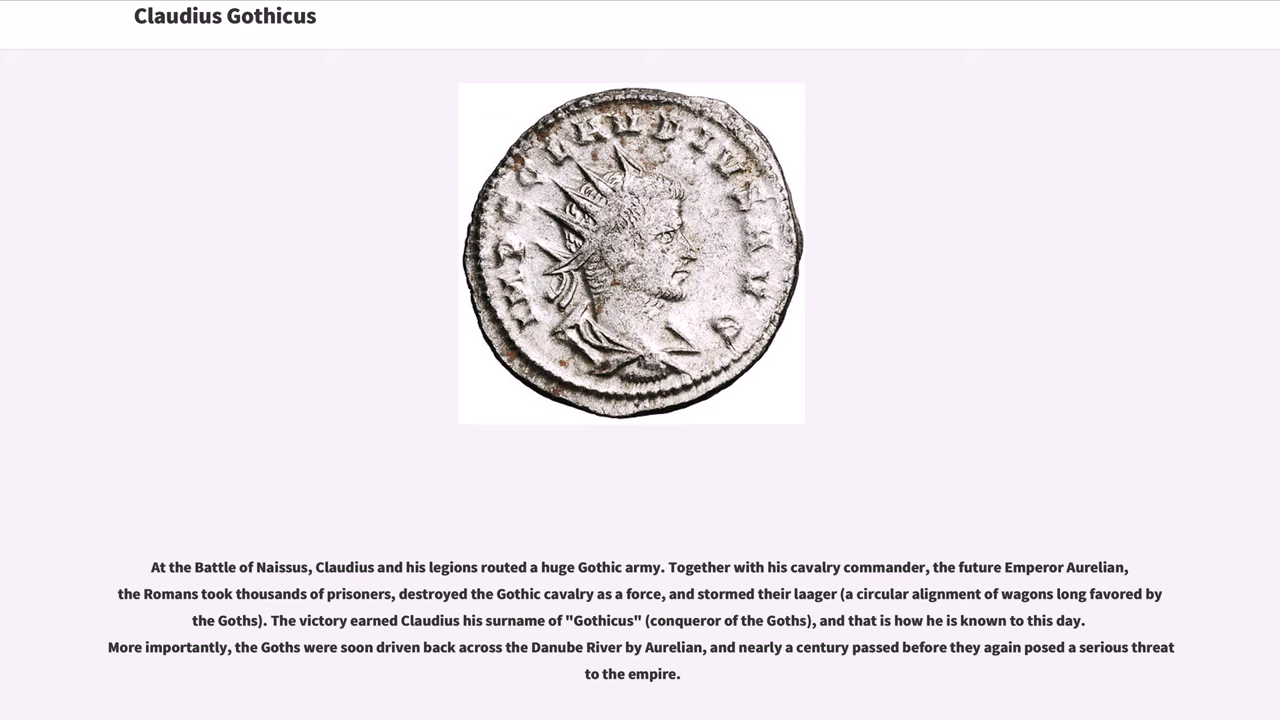 Claudius Gothicus
IMP C CLAUDIUS AUG
At the Battle of Naissus, Claudius and his legions routed a huge Gothic army. Together with his cavalry commander, the future Emperor Aurelian,
the Romans took thousands of prisoners, destroyed the Gothic cavalry as a force, and stormed their laager (a circular alignment of wagons long favored by
the Goths). The victory earned Claudius his surname of "Gothicus" (conqueror of the Goths), and that is how he is known to this day.
More importantly, the Goths were soon driven back across the Danube River by Aurelian, and nearly a century passed before they again posed a serious threat
to the empire.